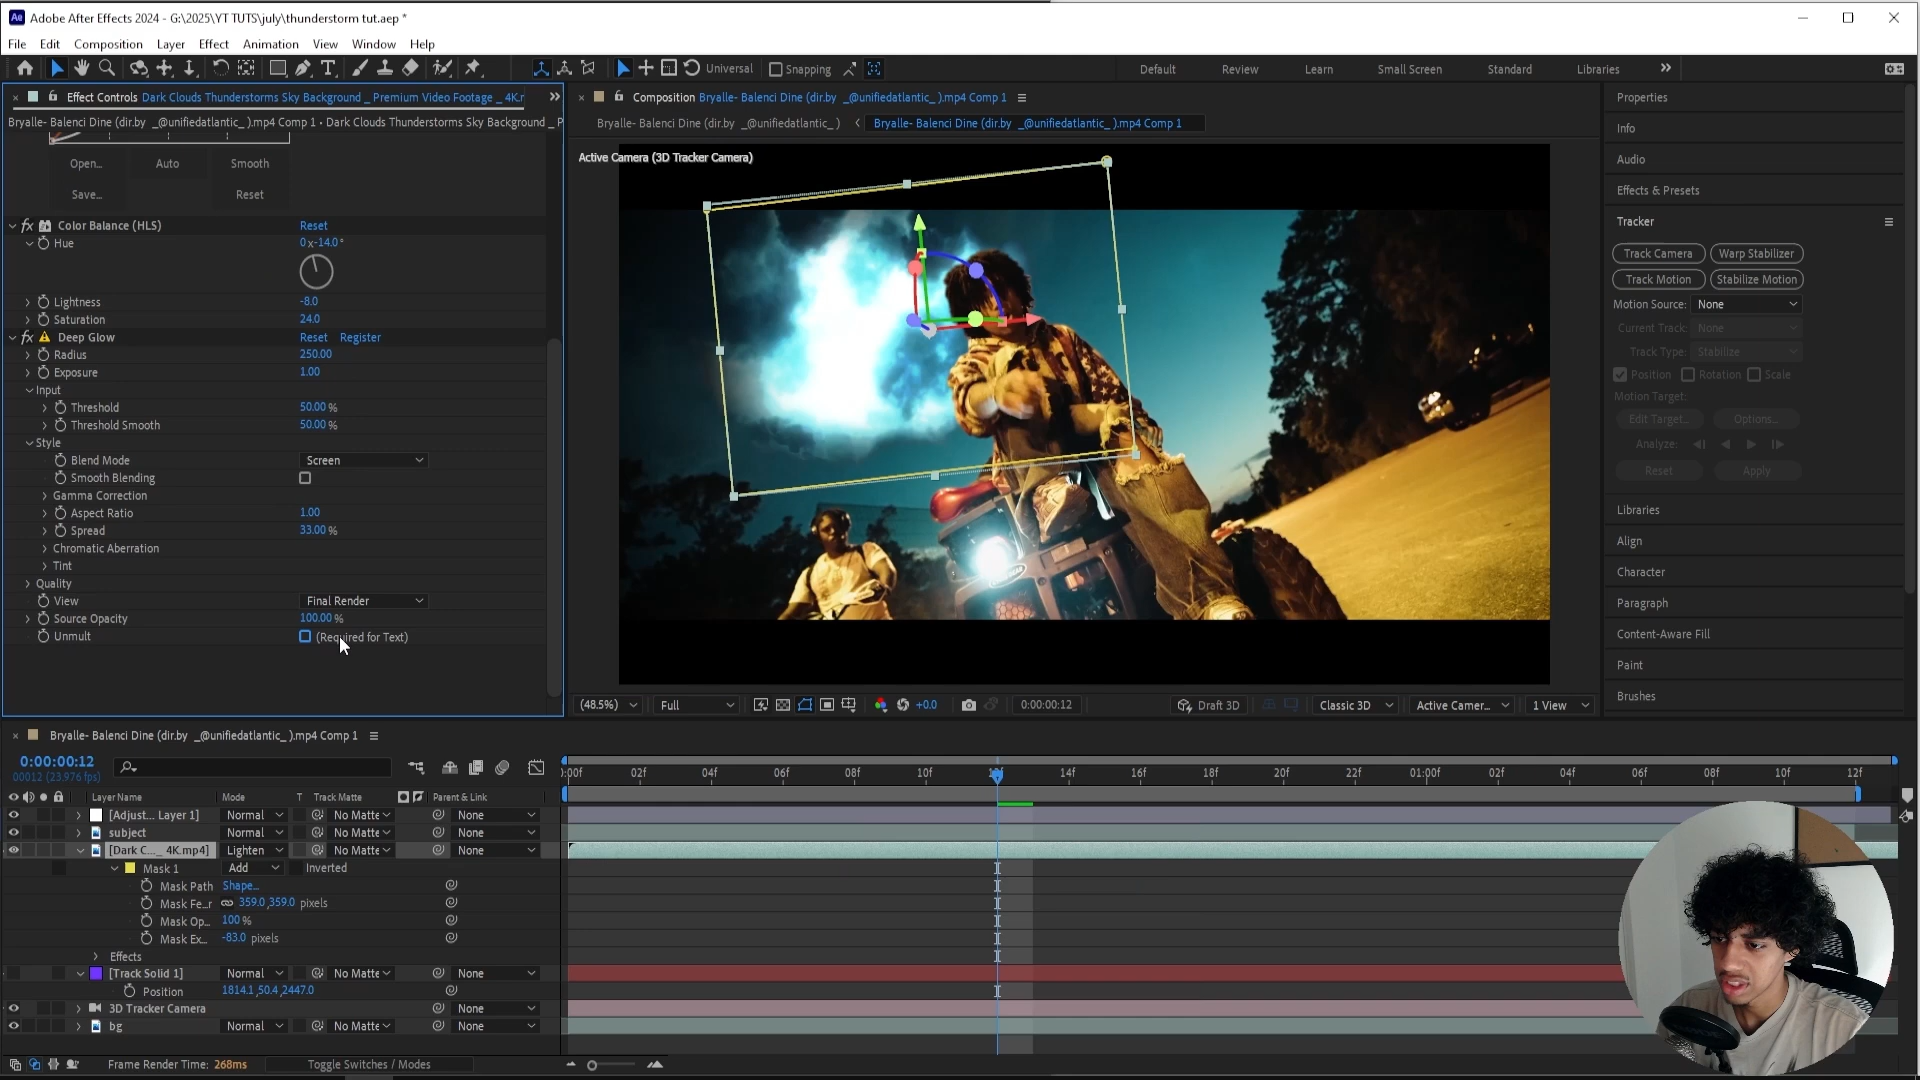 Adobe After Effects 2024 - G:\2025\YT TUTS\july\thunderstorm tut.aep *
File Edit Composition Layer Effect Animation View Window Help
Universal Snapping Default Review Learn Small Screen Standard Libraries
Effect Controls Dark Clouds Thunderstorms Sky Background _ Premium Video Footage _ 4K.r
Bryalle- Balenci Dine (dir.by _@unifiedatlantic_ ).mp4 Comp 1 • Dark Clouds Thunderstorms Sky Background _ P
Open... Auto Smooth
Save... Reset
Color Balance (HLS) Reset
Hue 0x-14.0°
Lightness -8.0
Saturation 24.0
Deep Glow Reset Register
Radius 250.00
Exposure 1.00
Input
Threshold 50.00 %
Threshold Smooth 50.00 %
Style
Blend Mode Screen
Smooth Blending
Gamma Correction
Aspect Ratio 1.00
Spread 33.00 %
Chromatic Aberration
Tint
Quality
View Final Render
Source Opacity 100.00 %
Unmult (Required for Text)
Composition Bryalle- Balenci Dine (dir.by _@unifiedatlantic_ ).mp4 Comp 1
Bryalle- Balenci Dine (dir.by _@unifiedatlantic_ ) Bryalle- Balenci Dine (dir.by _@unifiedatlantic_ ).mp4 Comp 1
Active Camera (3D Tracker Camera)
(48.5%) Full +0.0 0:00:00:12 Draft 3D Classic 3D Active Camer... 1 View
Properties
Info
Audio
Effects & Presets
Tracker
Track Camera Warp Stabilizer
Track Motion Stabilize Motion
Motion Source: None
Current Track: None
Track Type: Stabilize
Position Rotation Scale
Motion Target:
Edit Target... Options...
Analyze:
Reset Apply
Libraries
Align
Character
Paragraph
Content-Aware Fill
Paint
Brushes
Bryalle- Balenci Dine (dir.by _@unifiedatlantic_ ).mp4 Comp 1
0:00:00:12
00012 (23.976 fps)
:00f 02f 04f 06f 08f 10f 12f 14f 16f 18f 20f 22f 01:00f 02f 04f 06f 08f 10f 12f
Layer Name Mode T Track Matte Parent & Link
[Adjust... Layer 1] Normal No Matte None
subject Normal No Matte None
[Dark C..._ 4K.mp4] Lighten No Matte None
Mask 1 Add Inverted
Mask Path Shape...
Mask Fe...r 359.0,359.0 pixels
Mask Op... 100 %
Mask Ex... -83.0 pixels
Effects
[Track Solid 1] Normal No Matte None
Position 1814.1,50.4,2447.0
3D Tracker Camera None
bg Normal No Matte None
Frame Render Time: 268ms Toggle Switches / Modes